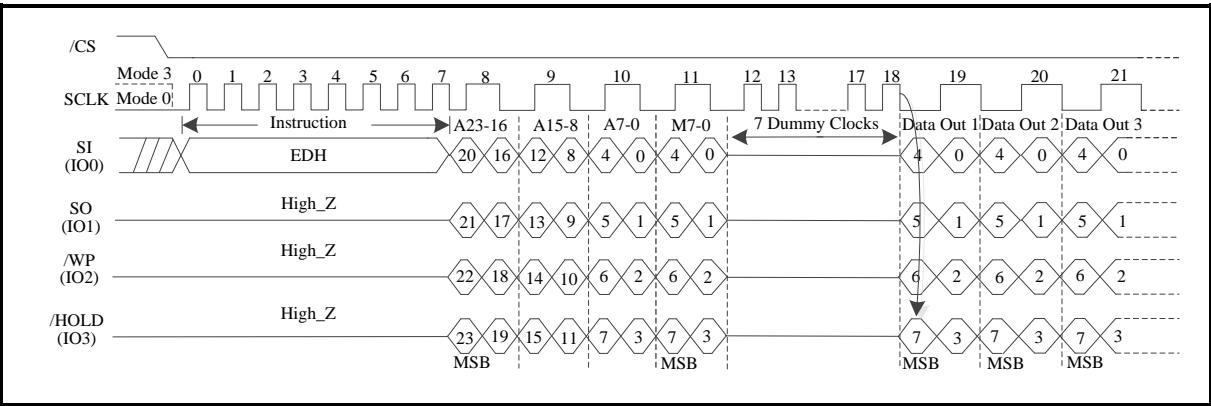 /CS
Mode 3 0 1 2 3 4 5 6 7 8 9 10 11 12 13 17 18 19 20 21
SCLK Mode 0
Instruction A23-16 A15-8 A7-0 M7-0 7 Dummy Clocks Data Out 1 Data Out 2 Data Out 3
SI
(IO0) EDH 20 16 12 8 4 0 4 0 4 0 4 0 4 0
High_Z
SO
(IO1) 21 17 13 9 5 1 5 1 5 1 5 1 5 1
High_Z
/WP
(IO2) 22 18 14 10 6 2 6 2 6 2 6 2 6 2
High_Z
/HOLD
(IO3) 23 19 15 11 7 3 7 3 7 3 7 3 7 3
MSB MSB MSB MSB MSB